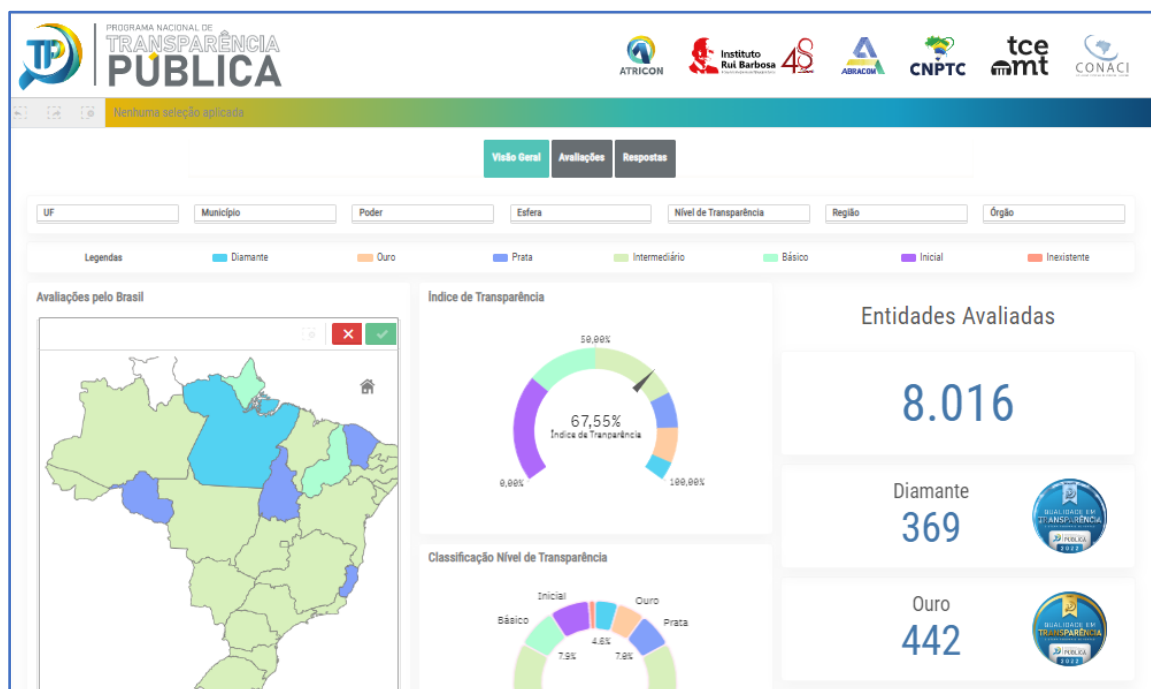 PROGRAMA NACIONAL DE
TRANSPARÊNCIA
PÚBLICA
TP
ATRICON
Instituto
Rui Barbosa
ABRACOM
CNPTC
tce
mt
CONACI
Nenhuma seleção aplicada
Visão Geral
Avaliações
Respostas
UF
Município
Poder
Esfera
Nível de Transparência
Região
Órgão
Legendas
Diamante
Ouro
Prata
Intermediário
Básico
Inicial
Inexistente
Avaliações pelo Brasil
Índice de Transparência
50,00%
67,55%
Índice de Tranparência
0,00%
100,00%
Entidades Avaliadas
8.016
Diamante
369
QUALIDADE EM
TRANSPARÊNCIA
PÚBLICA
2022
Classificação Nível de Transparência
Inicial
Ouro
Básico
Prata
4.6%
7.9%
7.8%
Ouro
442
QUALIDADE EM
TRANSPARÊNCIA
PÚBLICA
2022